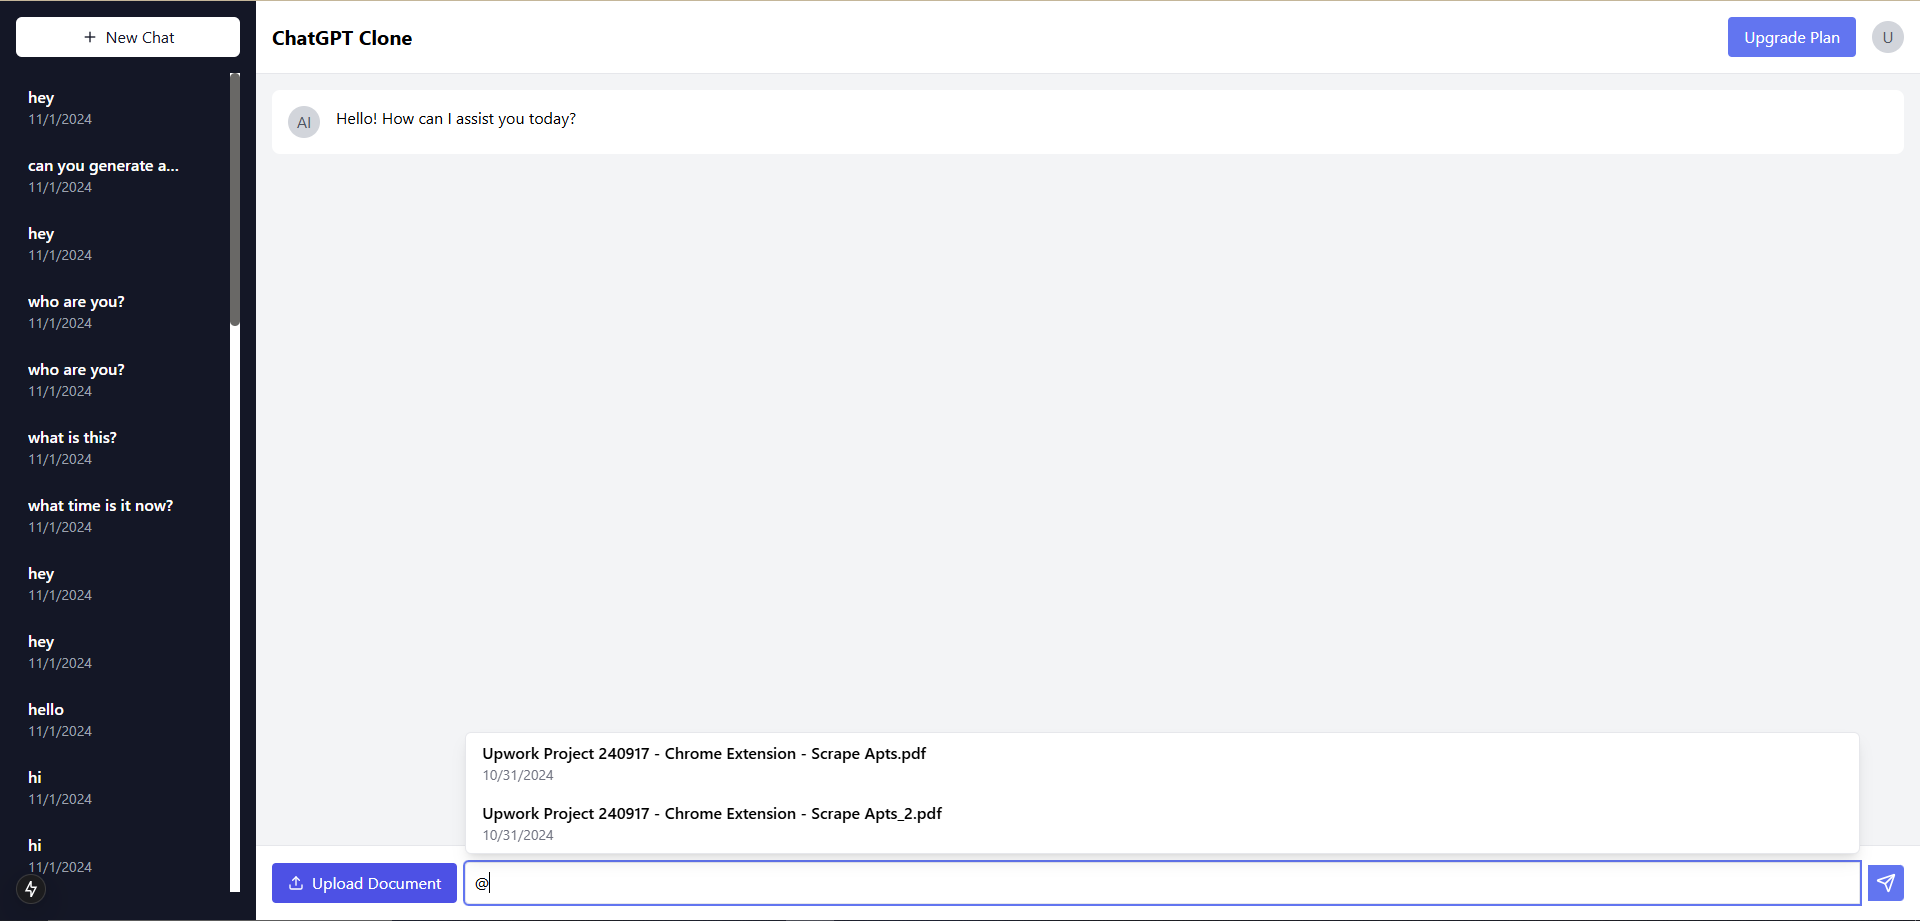 New Chat
hey
11/1/2024
can you generate a...
11/1/2024
hey
11/1/2024
who are you?
11/1/2024
who are you?
11/1/2024
what is this?
11/1/2024
what time is it now?
11/1/2024
hey
11/1/2024
hey
11/1/2024
hello
11/1/2024
hi
11/1/2024
hi
11/1/2024
ChatGPT Clone
Upgrade Plan
U
AI
Hello! How can I assist you today?
Upwork Project 240917 - Chrome Extension - Scrape Apts.pdf
10/31/2024
Upwork Project 240917 - Chrome Extension - Scrape Apts_2.pdf
10/31/2024
Upload Document
@